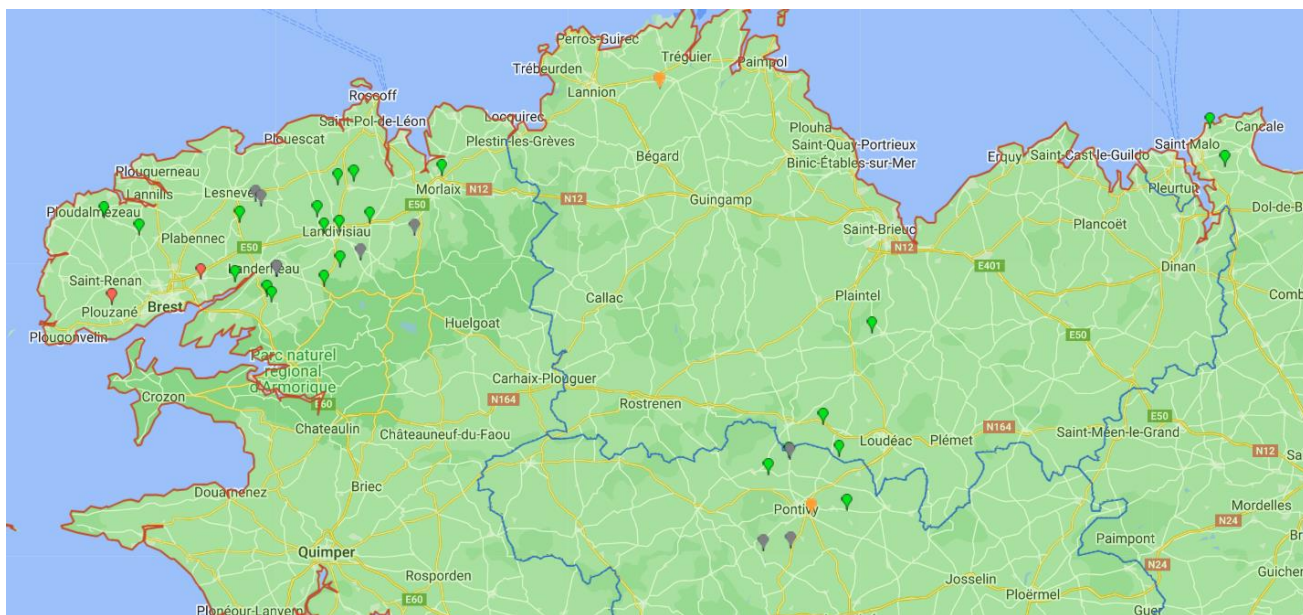 Perros-Guirec
Tréguier
Trébeurden
Paimpol
Lannion
Roscoff
Saint-Pol-de-Léon
Locquirec
Plouescat
Plestin-les-Grèves
Plouha
Saint-Quay-Portrieux
Binic-Étables-sur-Mer
Bégard
Erquy
Saint-Cast-le-Guildo
Saint-Malo
Cancale
Plouguerneau
Lannilis
Morlaix
N12
N12
Guingamp
Pleurtuit
Dol-de-B
Ploudalmézeau
Plabennec
E50
Landivisiau
E50
Saint-Brieuc
N12
Plancoët
Landerneau
E401
Dinan
Saint-Renan
Brest
Plouzané
Callac
Plaintel
Comb
Plougonvelin
Huelgoat
E50
Parc naturel
régional
d'Armorique
Carhaix-Plouguer
Crozon
E60
N164
Rostrenen
E50
Chateaulin
Châteauneuf-du-Faou
Loudéac
Plémet
N164
Saint-Méen-le-Grand
N12
Sa
Douarnenez
Briec
Pontivy
Mordelles
N24
Paimpont
Br
Quimper
Rosporden
N24
Guichen
Josselin
Ploërmel
E60
Guer